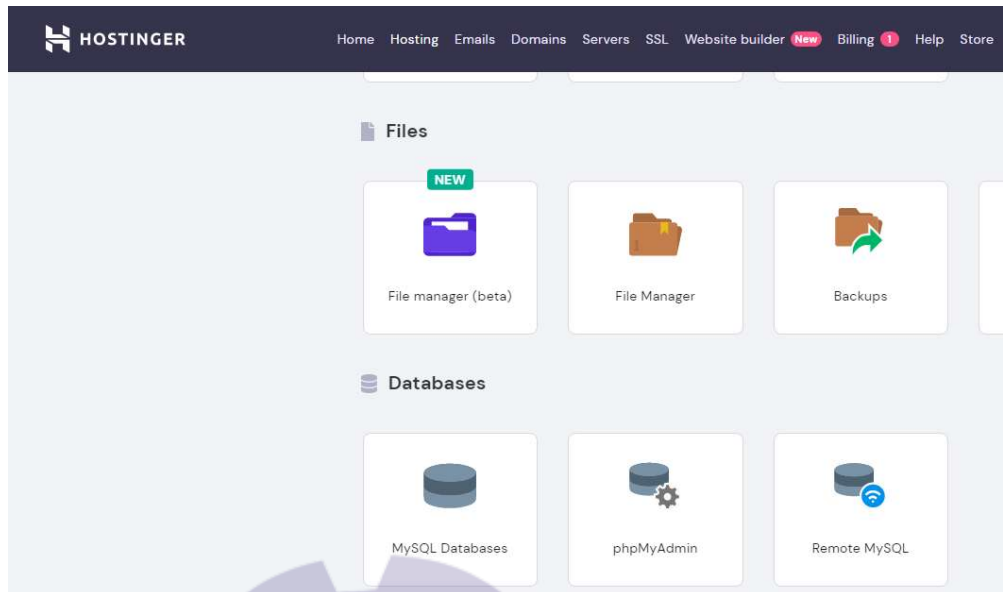 HOSTINGER
Home Hosting Emails Domains Servers SSL Website builder New Billing 1 Help Store
Files
NEW
File manager (beta) File Manager Backups
Databases
MySQL Databases phpMyAdmin Remote MySQL